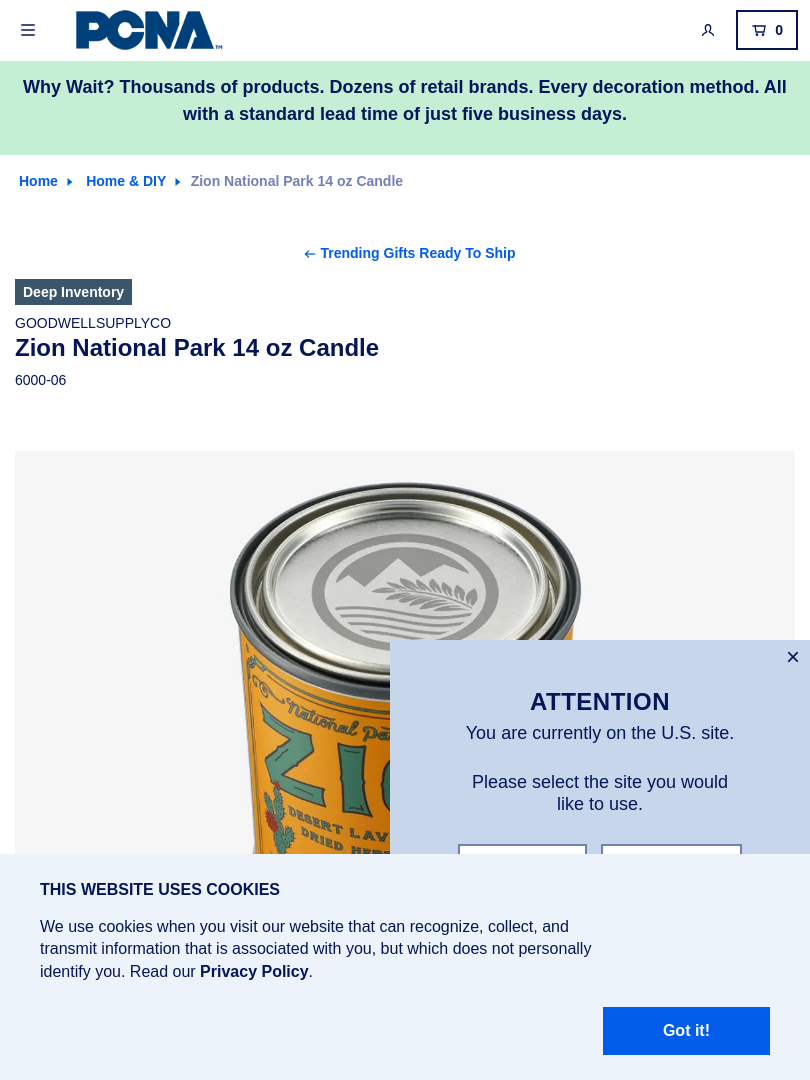 PCNA™
0
Why Wait? Thousands of products. Dozens of retail brands. Every decoration method. All
with a standard lead time of just five business days.
Home
Home & DIY
Zion National Park 14 oz Candle
Trending Gifts Ready To Ship
Deep Inventory
GOODWELLSUPPLYCO
Zion National Park 14 oz Candle
6000-06
National Pa
ZIO
DESERT LAV
DRIED HER
ATTENTION
You are currently on the U.S. site.
Please select the site you would
like to use.
THIS WEBSITE USES COOKIES
We use cookies when you visit our website that can recognize, collect, and
transmit information that is associated with you, but which does not personally
identify you. Read our Privacy Policy.
Got it!